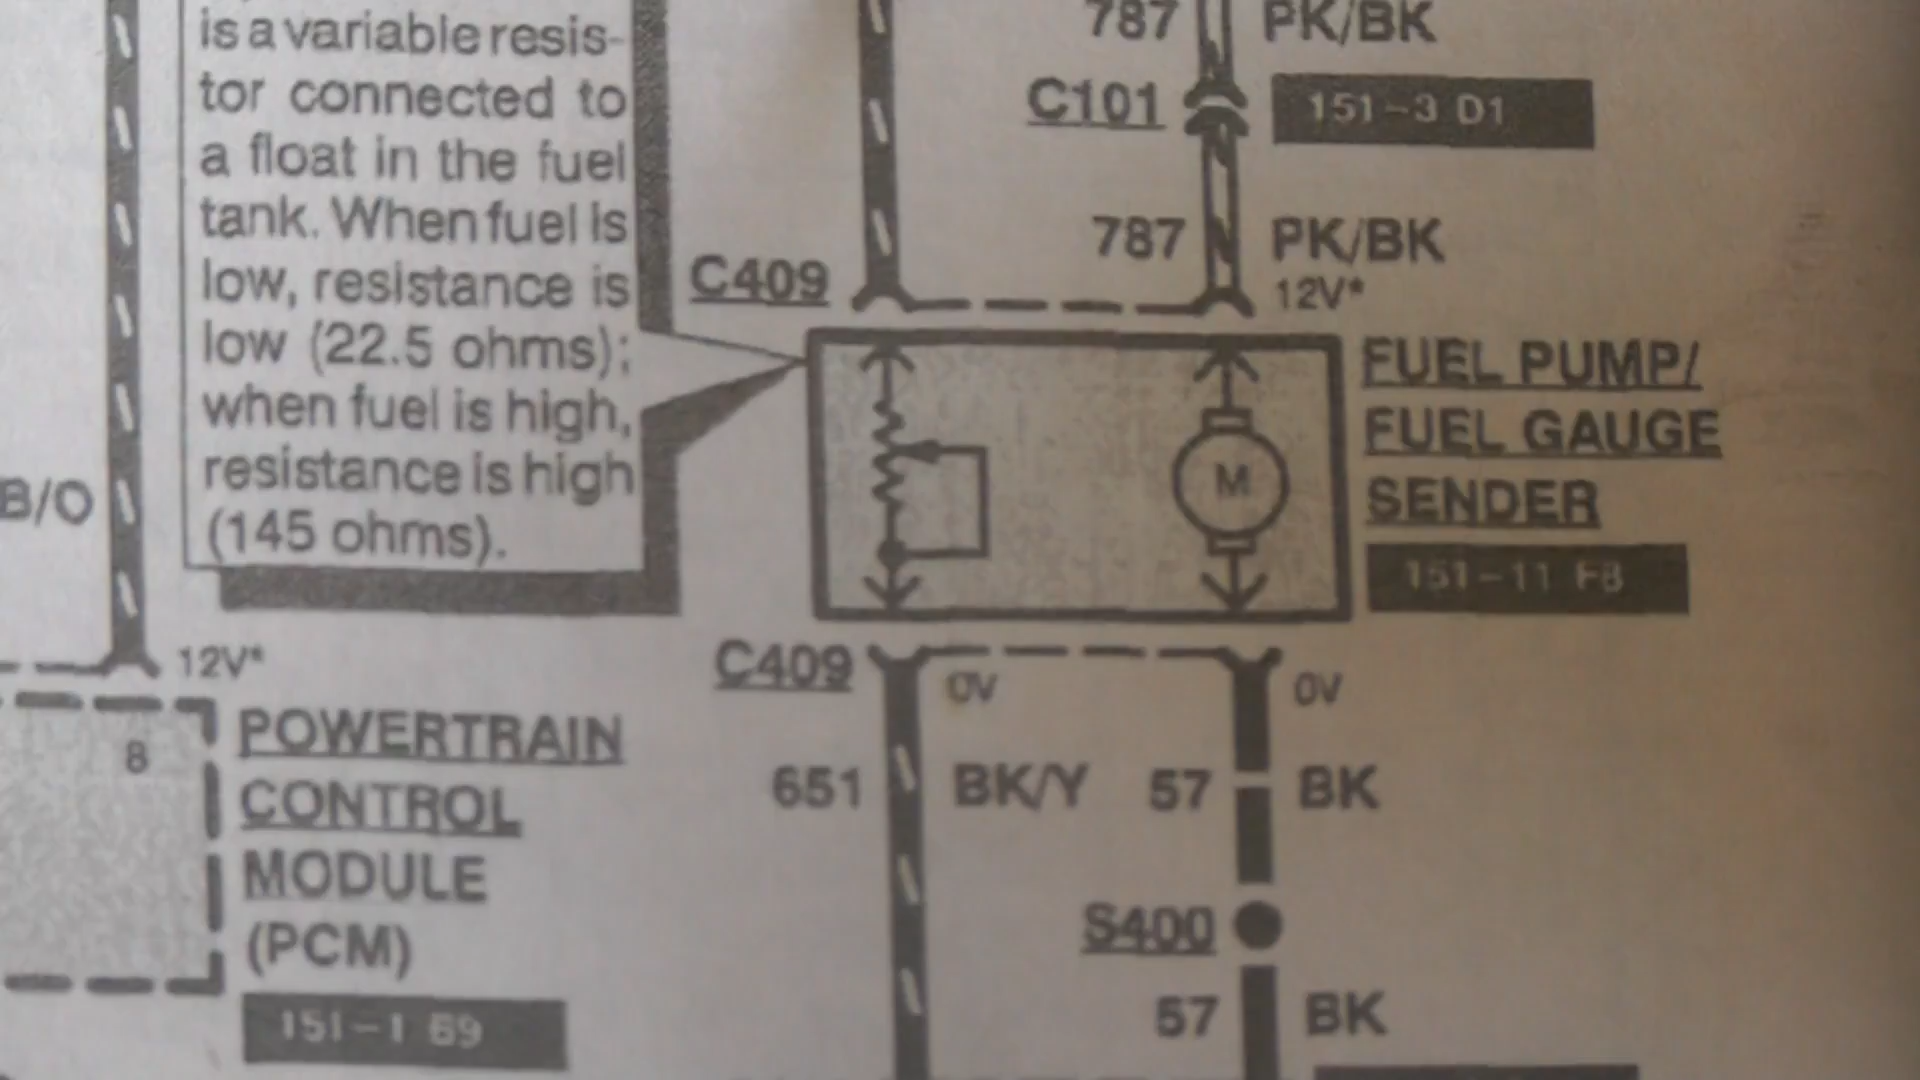 is a variable resis-
tor connected to
a float in the fuel
tank. When fuel is
low, resistance is
low (22.5 ohms);
when fuel is high,
resistance is high
(145 ohms).
B/O
12V*
8
POWERTRAIN
CONTROL
MODULE
(PCM)
151-1 B9
787 PK/BK
C101 151-3 D1
787 PK/BK
C409 12V*
FUEL PUMP/
FUEL GAUGE
SENDER
M
151-11 F8
C409 0V 0V
651 BK/Y 57 BK
S400
57 BK